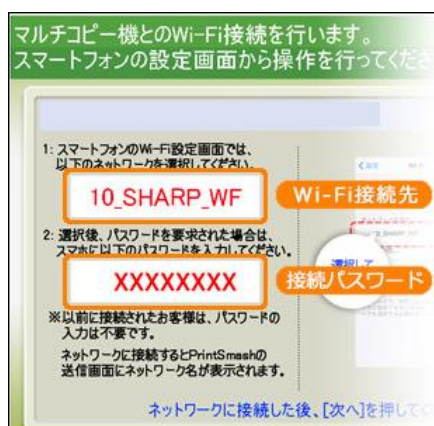 マルチコピー機とのWi-Fi接続を行います。
スマートフォンの設定画面から操作を行ってくださ
1: スマートフォンのWi-Fi設定画面では、
以下のネットワークを選択してください。
10_SHARP_WF
Wi-Fi接続先
2: 選択後、パスワードを要求された場合は、
スマホに以下のパスワードを入力してください。
選択して
XXXXXXXX
接続パスワード
※以前に接続されたお客様は、パスワードの
入力は不要です。
ネットワークに接続するとPrintSmashの
送信画面にネットワーク名が表示されます。
ネットワークに接続した後、[次へ]を押して